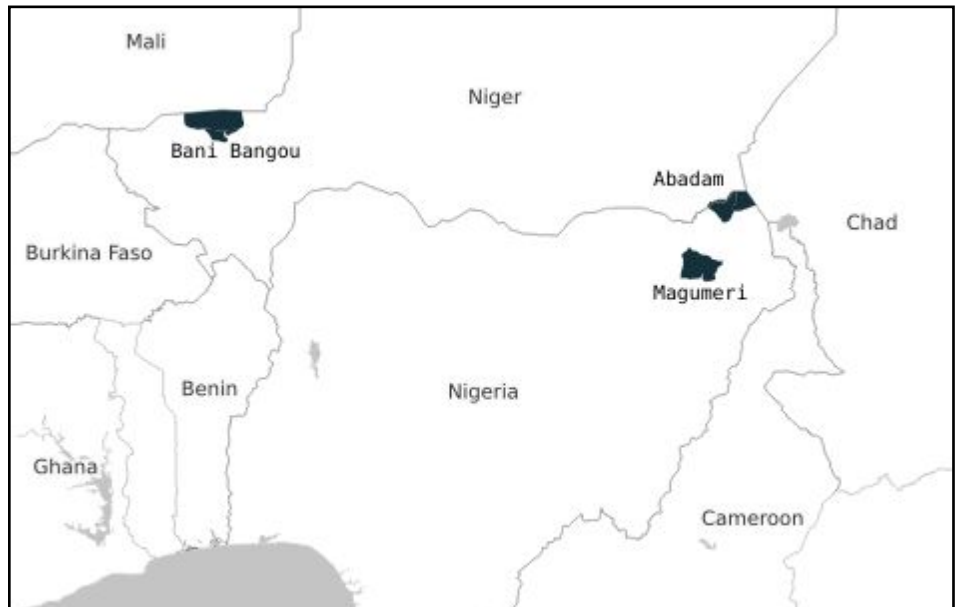 Mali
Niger
Bani Bangou
Abadam
Chad
Burkina Faso
Magumeri
Benin
Nigeria
Ghana
Cameroon